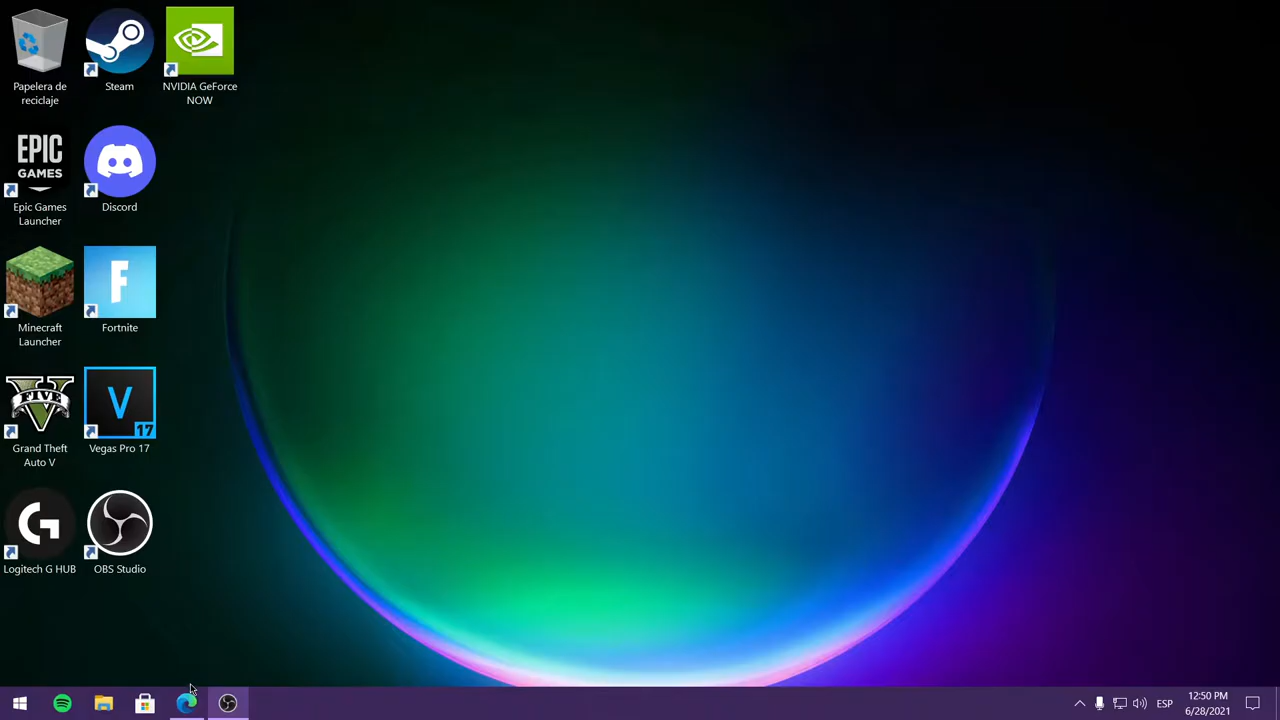 Papelera de
reciclaje
Steam
NVIDIA GeForce
NOW
EPIC
GAMES
Epic Games
Launcher
Discord
Minecraft
Launcher
F
Fortnite
V
FIVE
Grand Theft
Auto V
V
17
Vegas Pro 17
G
Logitech G HUB
OBS Studio
ESP
12:50 PM
6/28/2021